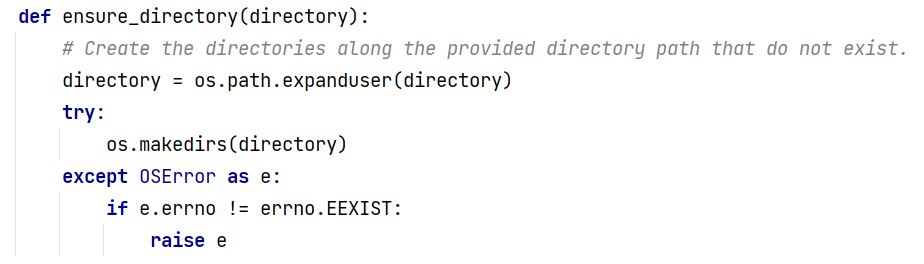 def ensure_directory(directory):
    # Create the directories along the provided directory path that do not exist.
    directory = os.path.expanduser(directory)
    try:
        os.makedirs(directory)
    except OSError as e:
        if e.errno != errno.EEXIST:
            raise e